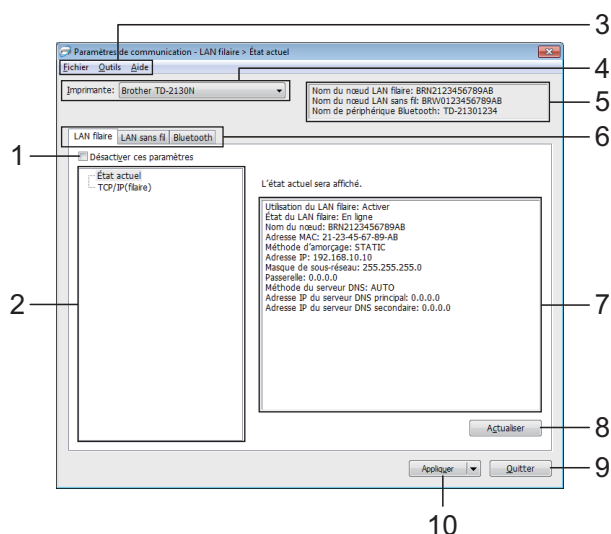 3
Paramètres de communication - LAN filaire > État actuel
Fichier Outils Aide
4
Imprimante: Brother TD-2130N
Nom du nœud LAN filaire: BRN2123456789AB
Nom du nœud LAN sans fil: BRW0123456789AB
Nom de périphérique Bluetooth: TD-21301234
5
LAN filaire LAN sans fil Bluetooth
6
1
Désactiver ces paramètres
État actuel
TCP/IP(filaire)
L'état actuel sera affiché.
Utilisation du LAN filaire: Activer
État du LAN filaire: En ligne
Nom du nœud: BRN2123456789AB
Adresse MAC: 21-23-45-67-89-AB
Méthode d'amorçage: STATIC
Adresse IP: 192.168.10.10
Masque de sous-réseau: 255.255.255.0
Passerelle: 0.0.0.0
Méthode du serveur DNS: AUTO
Adresse IP du serveur DNS principal: 0.0.0.0
Adresse IP du serveur DNS secondaire: 0.0.0.0
2
7
Actualiser
8
Appliquer
Quitter
9
10